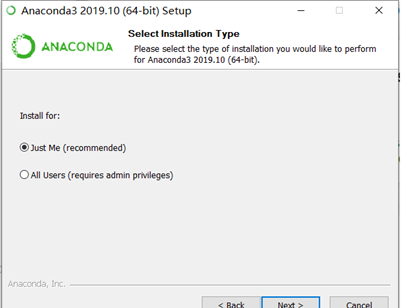 Anaconda3 2019.10 (64-bit) Setup
ANACONDA
Select Installation Type
Please select the type of installation you would like to perform
for Anaconda3 2019.10 (64-bit).
Install for:
Just Me (recommended)
All Users (requires admin privileges)
Anaconda, Inc.
< Back
Next >
Cancel